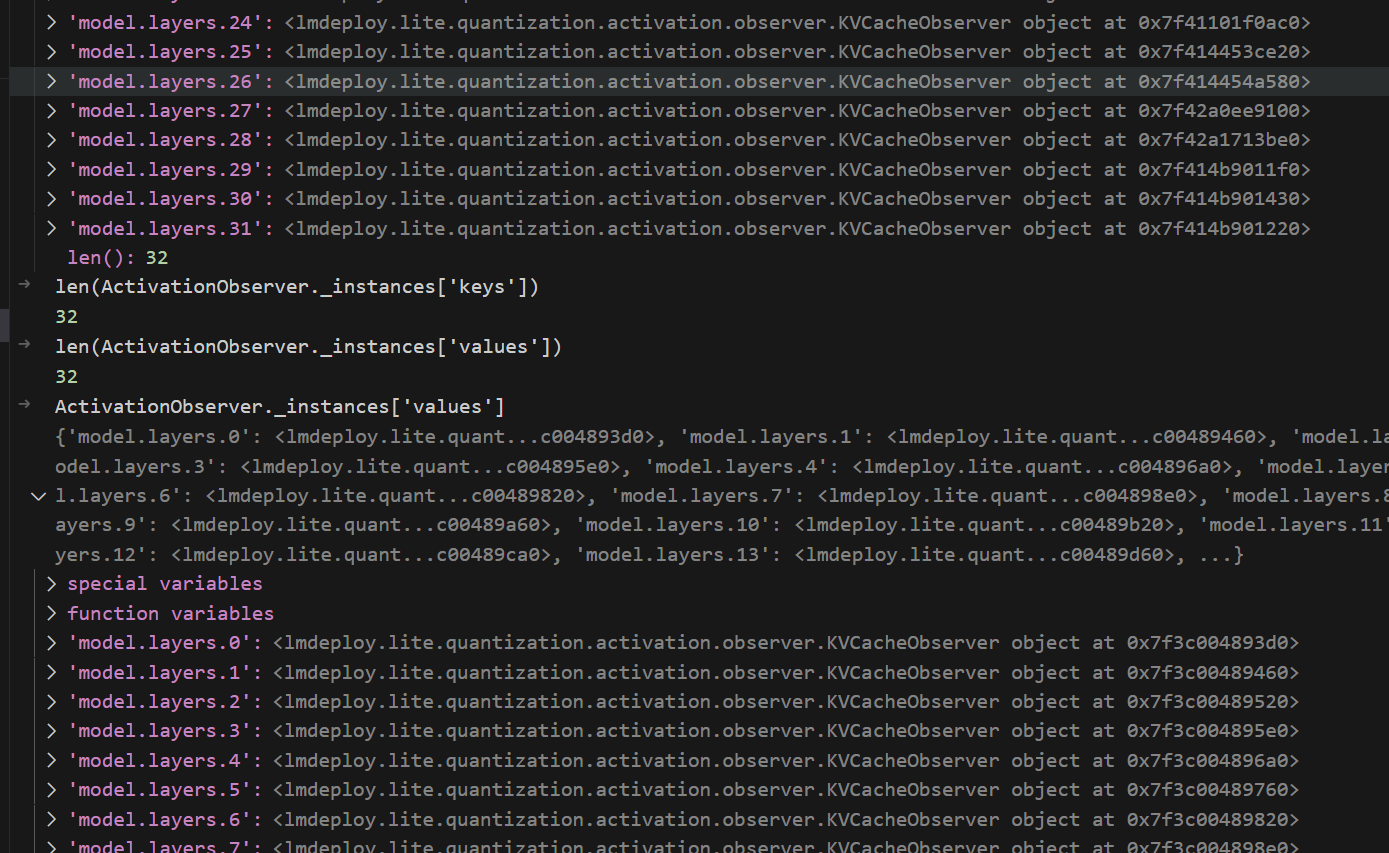 'model.layers.24': <lmdeploy.lite.quantization.activation.observer.KVCacheObserver object at 0x7f41101f0ac0>
'model.layers.25': <lmdeploy.lite.quantization.activation.observer.KVCacheObserver object at 0x7f414453ce20>
'model.layers.26': <lmdeploy.lite.quantization.activation.observer.KVCacheObserver object at 0x7f414454a580>
'model.layers.27': <lmdeploy.lite.quantization.activation.observer.KVCacheObserver object at 0x7f42a0ee9100>
'model.layers.28': <lmdeploy.lite.quantization.activation.observer.KVCacheObserver object at 0x7f42a1713be0>
'model.layers.29': <lmdeploy.lite.quantization.activation.observer.KVCacheObserver object at 0x7f414b9011f0>
'model.layers.30': <lmdeploy.lite.quantization.activation.observer.KVCacheObserver object at 0x7f414b901430>
'model.layers.31': <lmdeploy.lite.quantization.activation.observer.KVCacheObserver object at 0x7f414b901220>
len(): 32
len(ActivationObserver._instances['keys'])
32
len(ActivationObserver._instances['values'])
32
ActivationObserver._instances['values']
{'model.layers.0': <lmdeploy.lite.quant...c004893d0>, 'model.layers.1': <lmdeploy.lite.quant...c00489460>, 'model.la
odel.layers.3': <lmdeploy.lite.quant...c004895e0>, 'model.layers.4': <lmdeploy.lite.quant...c004896a0>, 'model.layer
l.layers.6': <lmdeploy.lite.quant...c00489820>, 'model.layers.7': <lmdeploy.lite.quant...c004898e0>, 'model.layers.8
ayers.9': <lmdeploy.lite.quant...c00489a60>, 'model.layers.10': <lmdeploy.lite.quant...c00489b20>, 'model.layers.11'
yers.12': <lmdeploy.lite.quant...c00489ca0>, 'model.layers.13': <lmdeploy.lite.quant...c00489d60>, ...}
special variables
function variables
'model.layers.0': <lmdeploy.lite.quantization.activation.observer.KVCacheObserver object at 0x7f3c004893d0>
'model.layers.1': <lmdeploy.lite.quantization.activation.observer.KVCacheObserver object at 0x7f3c00489460>
'model.layers.2': <lmdeploy.lite.quantization.activation.observer.KVCacheObserver object at 0x7f3c00489520>
'model.layers.3': <lmdeploy.lite.quantization.activation.observer.KVCacheObserver object at 0x7f3c004895e0>
'model.layers.4': <lmdeploy.lite.quantization.activation.observer.KVCacheObserver object at 0x7f3c004896a0>
'model.layers.5': <lmdeploy.lite.quantization.activation.observer.KVCacheObserver object at 0x7f3c00489760>
'model.layers.6': <lmdeploy.lite.quantization.activation.observer.KVCacheObserver object at 0x7f3c00489820>
'model.layers.7': <lmdeploy.lite.quantization.activation.observer.KVCacheObserver object at 0x7f3c004898e0>